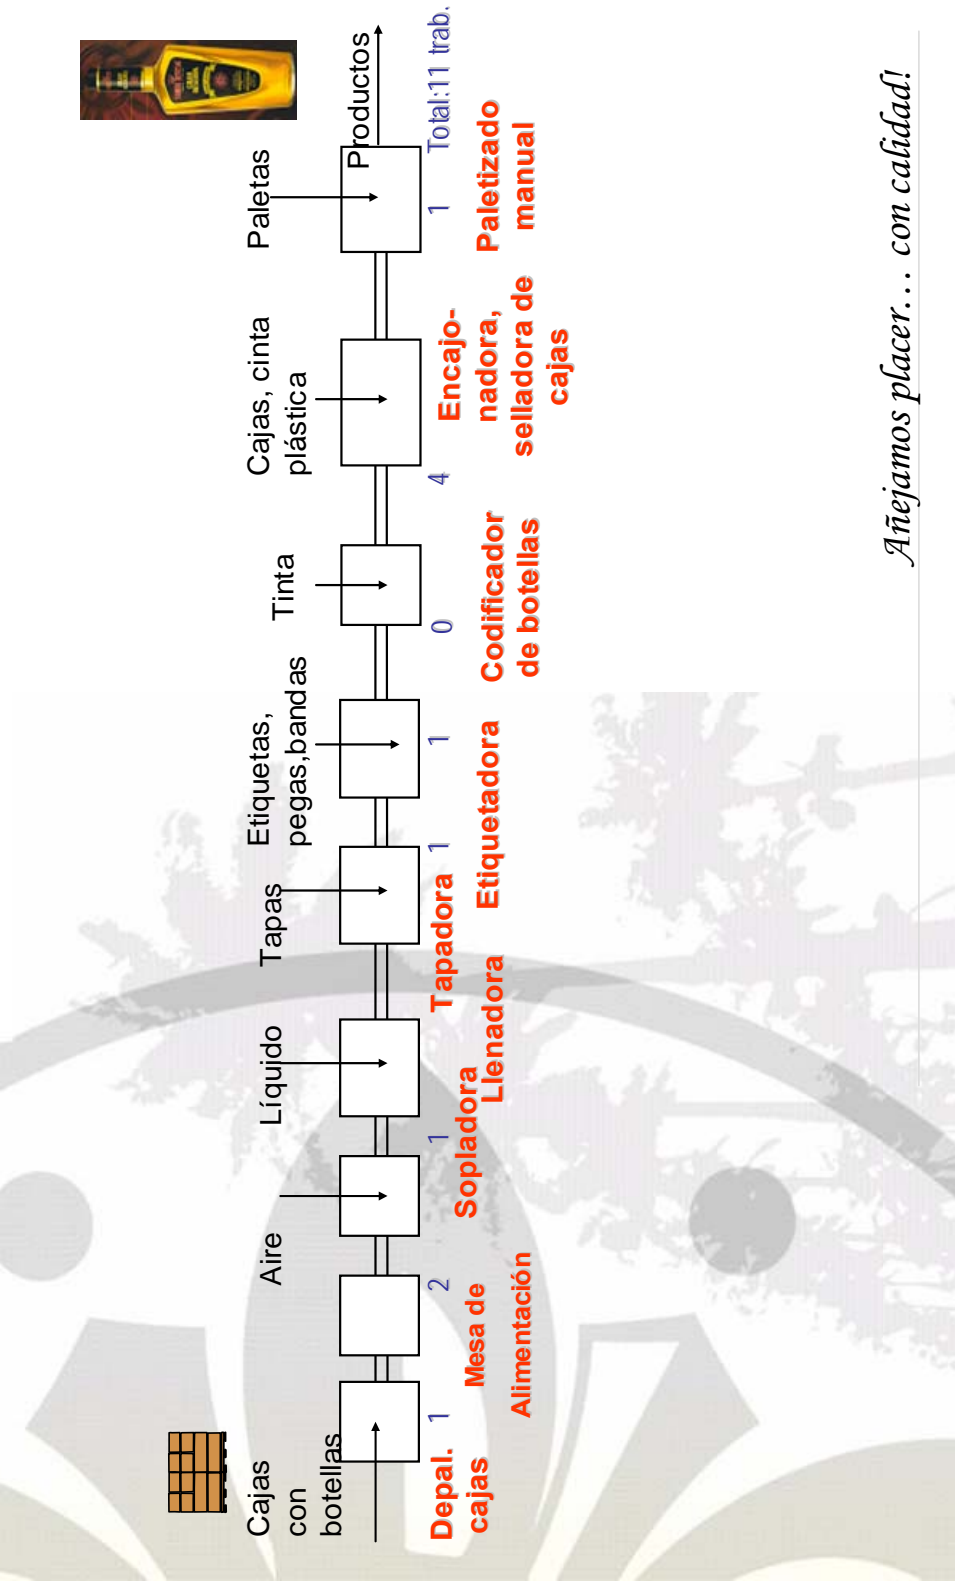 Cajas
con
botellas
Aire
Líquido
Tapas
Etiquetas,
pegas,bandas
Tinta
Cajas, cinta
plástica
Paletas
Productos
1
2
1
1
1
0
4
1
Total:11 trab.
Depal.
cajas
Mesa de
Alimentación
Sopladora
Llenadora
Tapadora
Etiquetadora
Codificador
de botellas
Encajo-
nadora,
selladora de
cajas
Paletizado
manual
Añejamos placer… con calidad!